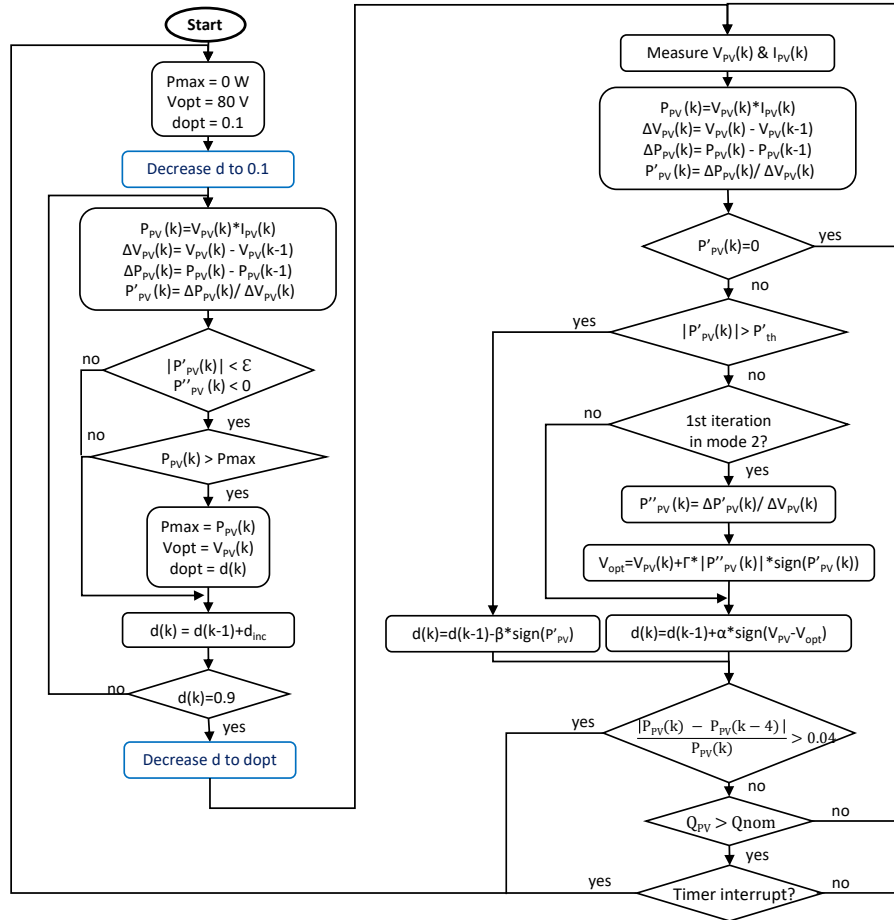 Start
Pmax = 0 W
Vopt = 80 V
dopt = 0.1
Decrease d to 0.1
P_PV(k)=V_PV(k)*I_PV(k)
ΔV_PV(k)= V_PV(k) - V_PV(k-1)
ΔP_PV(k)= P_PV(k) - P_PV(k-1)
P'_PV(k)= ΔP_PV(k)/ ΔV_PV(k)
no
|P'_PV(k)| < Ɛ
P''_PV(k) < 0
yes
no
P_PV(k) > Pmax
yes
Pmax = P_PV(k)
Vopt = V_PV(k)
dopt = d(k)
d(k) = d(k-1)+d_inc
no
d(k)=0.9
yes
Decrease d to dopt
Measure V_PV(k) & I_PV(k)
P_PV(k)=V_PV(k)*I_PV(k)
ΔV_PV(k)= V_PV(k) - V_PV(k-1)
ΔP_PV(k)= P_PV(k) - P_PV(k-1)
P'_PV(k)= ΔP_PV(k)/ ΔV_PV(k)
P'_PV(k)=0
yes
no
yes
|P'_PV(k)|> P'_th
no
no
1st iteration
in mode 2?
yes
P''_PV(k)= ΔP'_PV(k)/ ΔV_PV(k)
V_opt=V_PV(k)+Γ*|P''_PV(k)|*sign(P'_PV(k))
d(k)=d(k-1)-β*sign(P'_PV)
d(k)=d(k-1)+α*sign(V_PV-V_opt)
yes
|P_PV(k) − P_PV(k−4)|
P_PV(k)
> 0.04
no
Q_PV > Qnom
no
yes
yes
Timer interrupt?
no